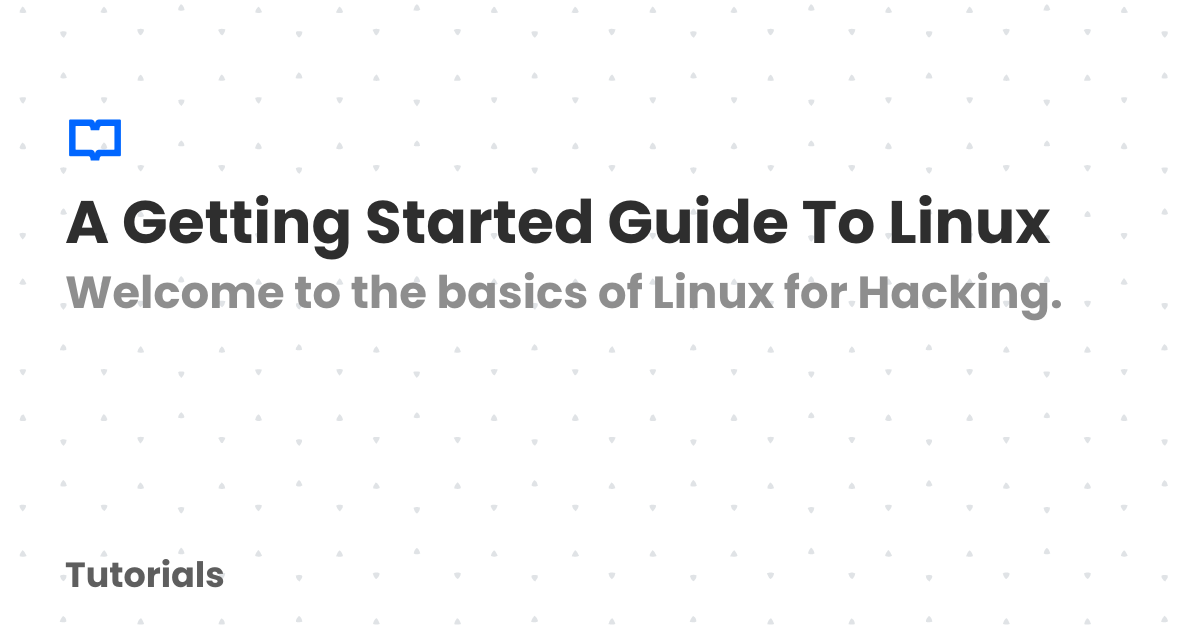 A Getting Started Guide To Linux
Welcome to the basics of Linux for Hacking.
Tutorials